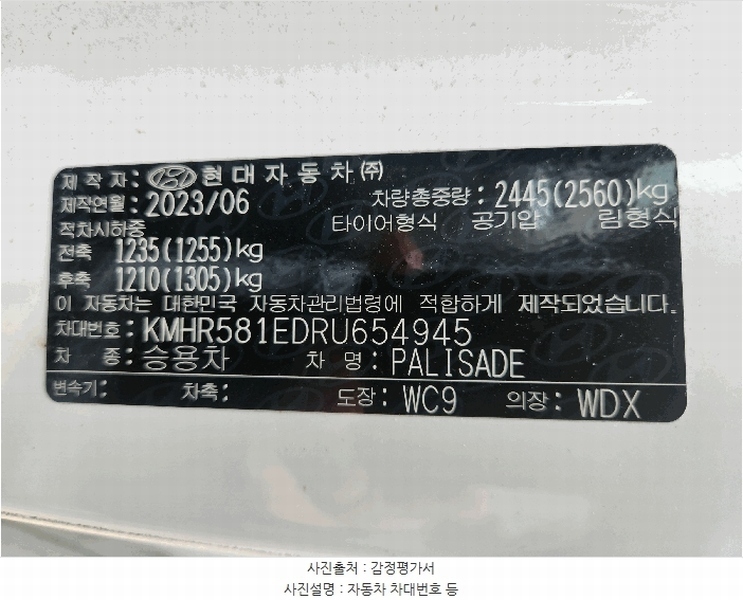 제 작 자 : 현대자동차㈜
제작연월 : 2023/06 차량총중량 : 2445(2560)kg
적차시하중 타이어형식 공기압 림형식
전축 1235(1255)kg
후축 1210(1305)kg
이 자동차는 대한민국 자동차관리법령에 적합하게 제작되었습니다.
차대번호 : KMHR581EDRU654945
차 종 : 승용차 차 명 : PALISADE
변속기 : 차축 : 도장 : WC9 의장 : WDX
사진출처 : 감정평가서
사진설명 : 자동차 차대번호 등